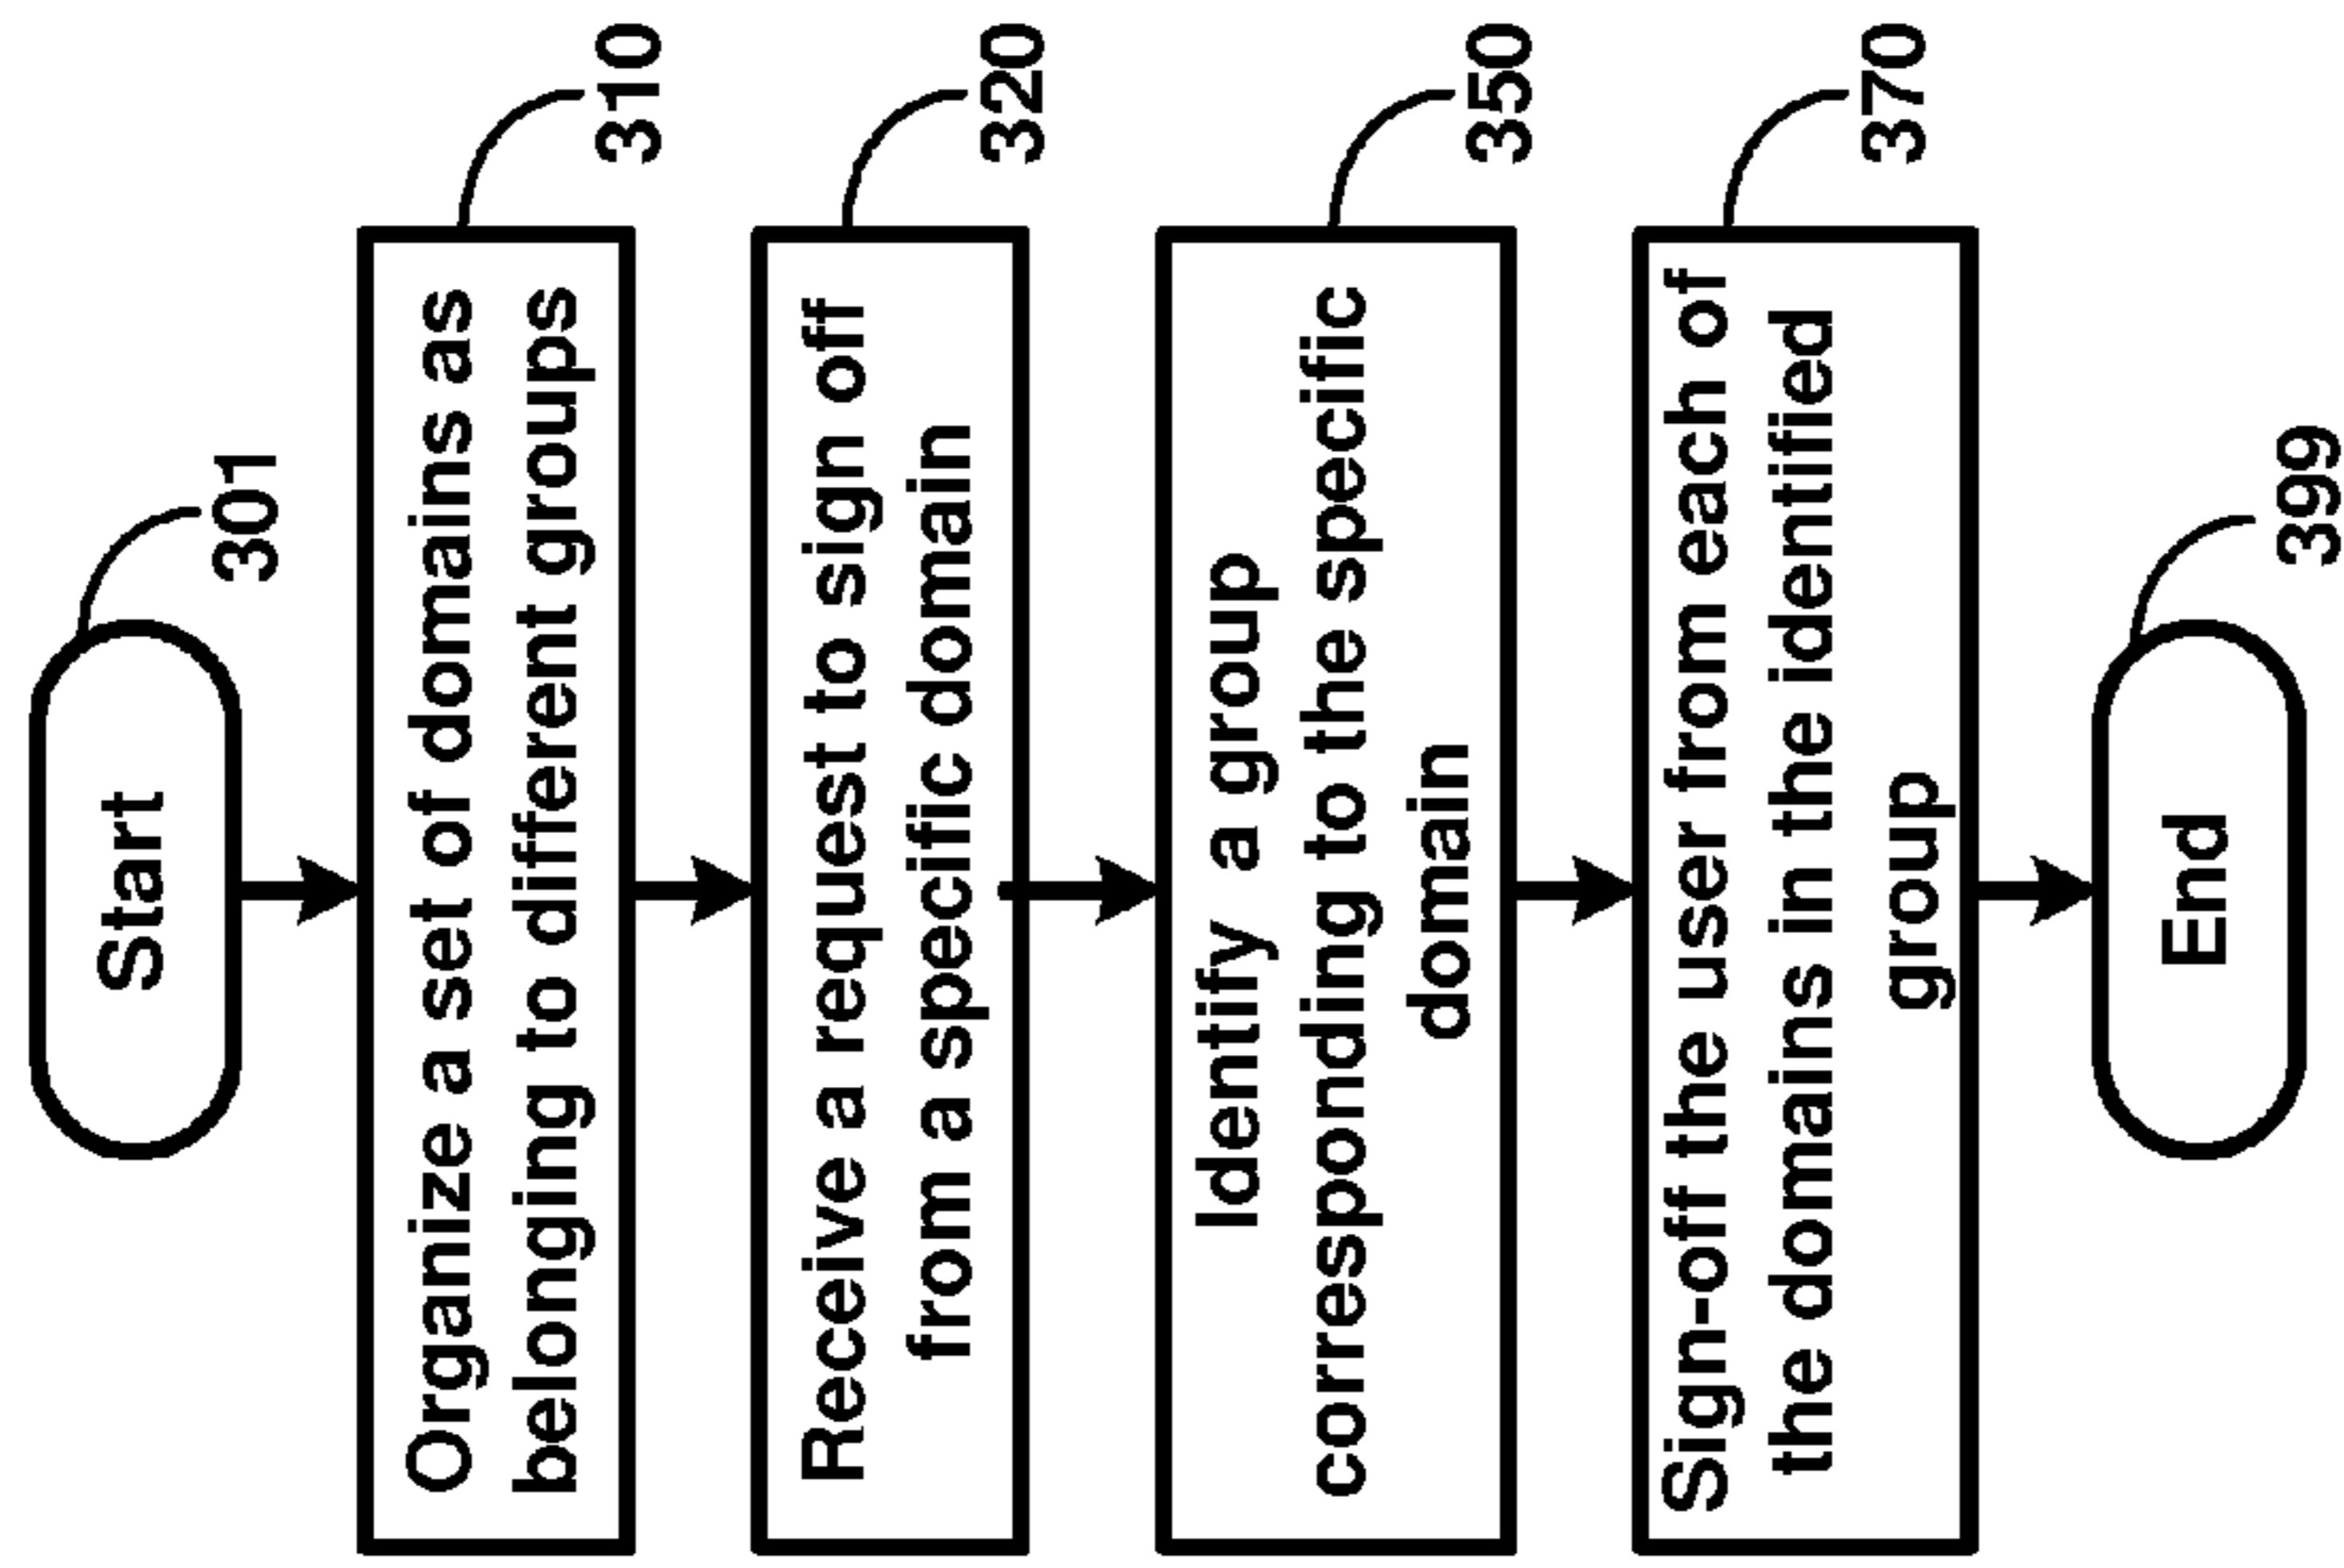 Start
301
Organize a set of domains as
belonging to different groups
310
Receive a request to sign off
from a specific domain
320
Identify a group
corresponding to the specific
domain
350
Sign-off the user from each of
the domains in the identified
group
370
End
399